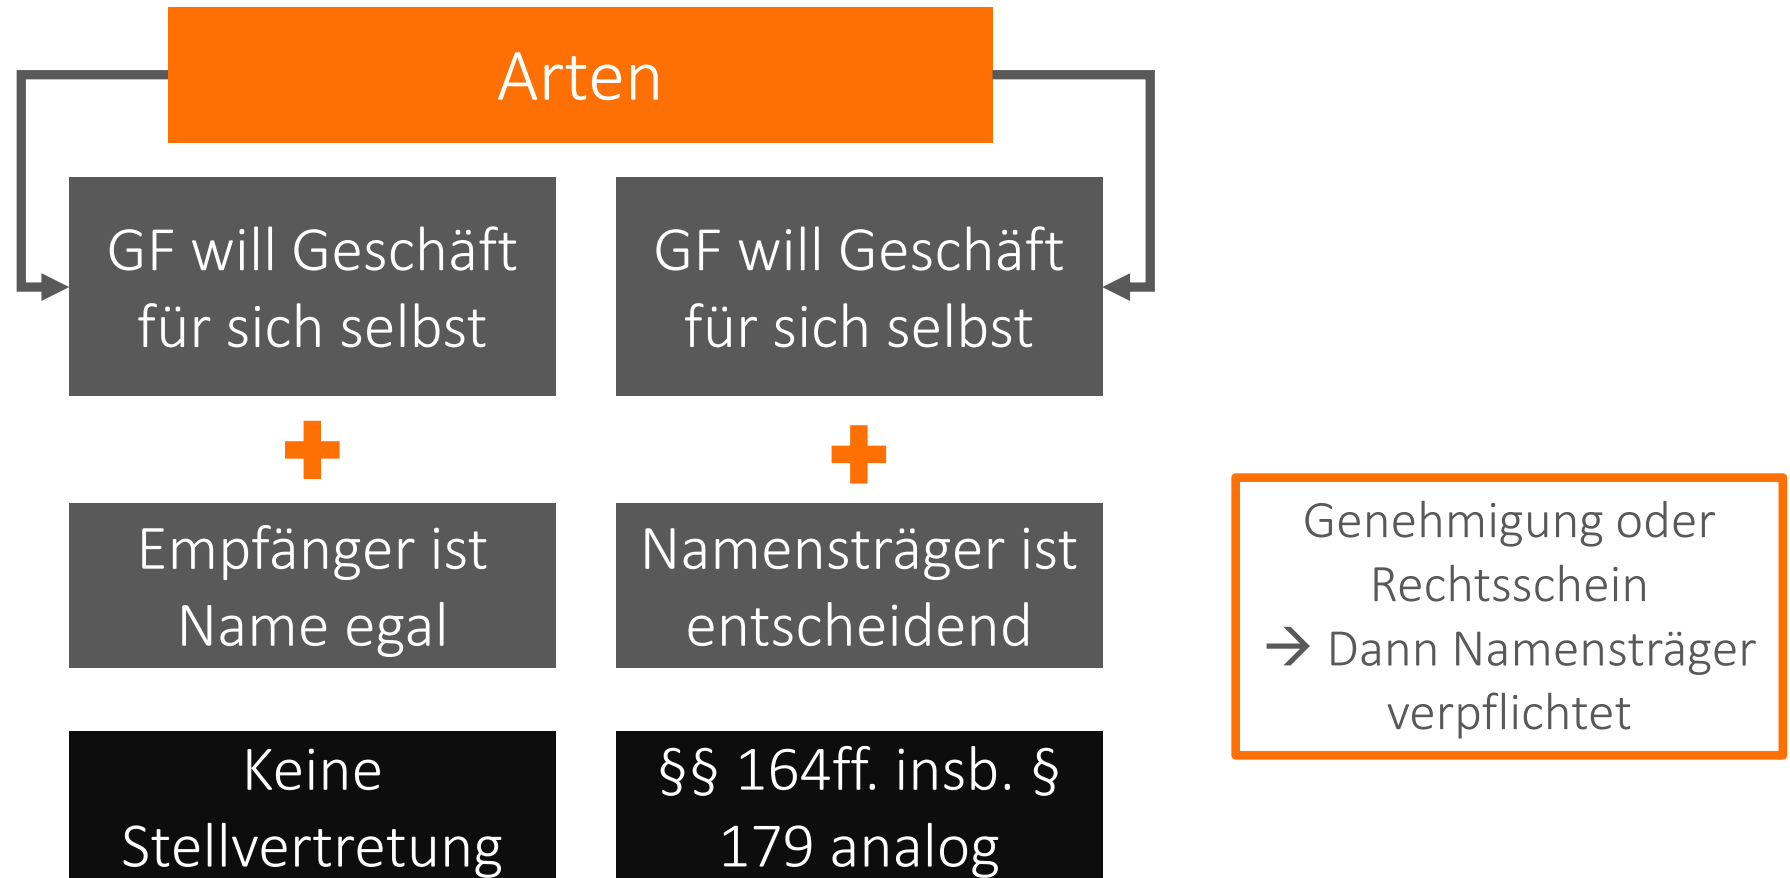 Arten
GF will Geschäft
für sich selbst
GF will Geschäft
für sich selbst
Empfänger ist
Name egal
Namensträger ist
entscheidend
Keine
Stellvertretung
§§ 164ff. insb. §
179 analog
Genehmigung oder
Rechtsschein
→ Dann Namensträger
verpflichtet